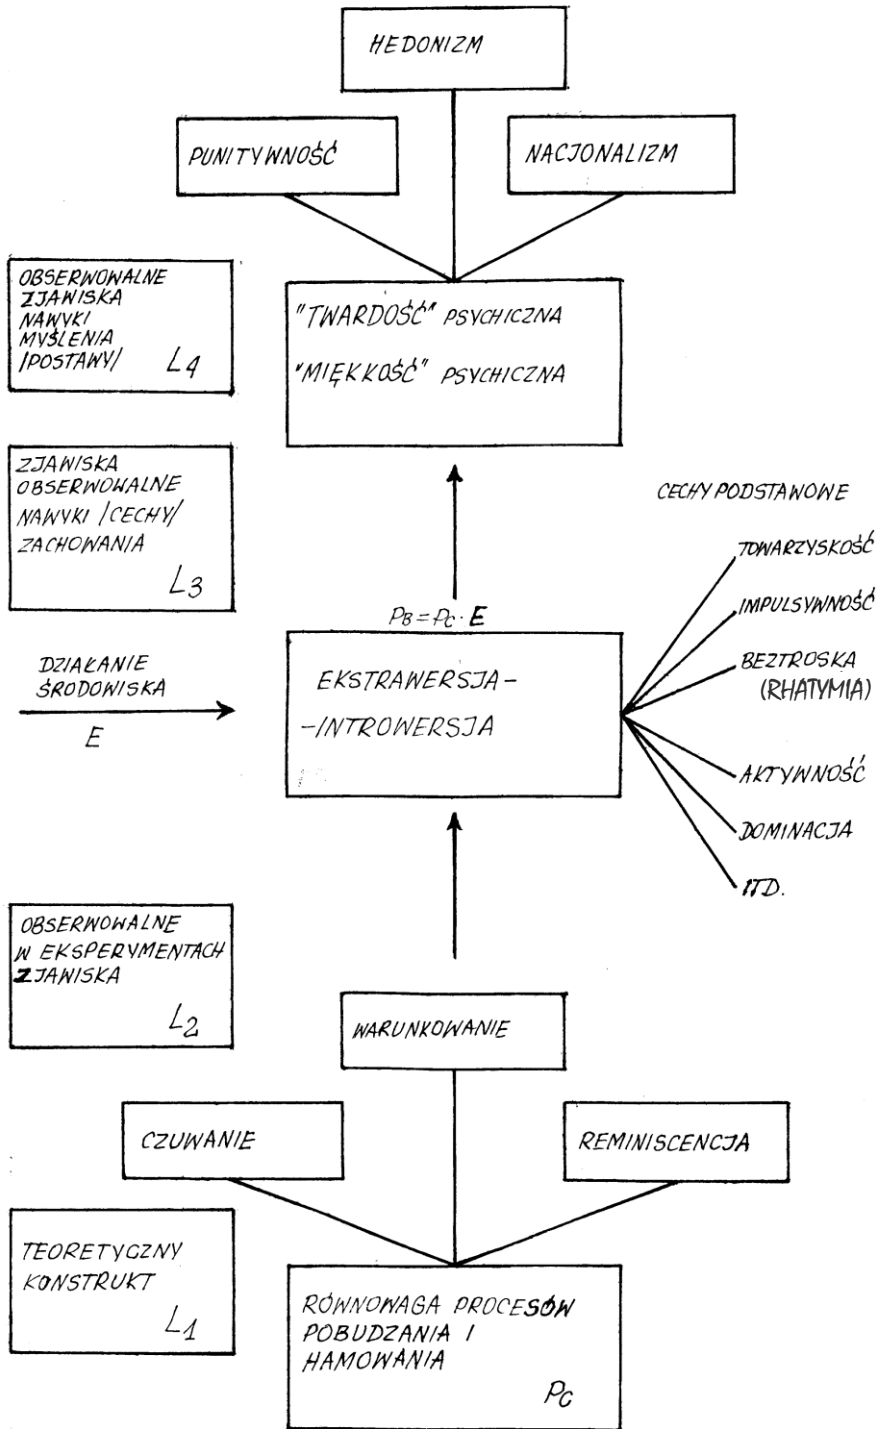 HEDONIZM
PUNITYWNOŚĆ
NACJONALIZM
OBSERWOWALNE
ZJAWISKA
NAWYKI
MYŚLENIA
/POSTAWY/
L4
"TWARDOŚĆ" PSYCHICZNA
"MIĘKKOŚĆ" PSYCHICZNA
ZJAWISKA
OBSERWOWALNE
NAWYKI /CECHY/
ZACHOWANIA
L3
CECHY PODSTAWOWE
TOWARZYSKOŚĆ
IMPULSYWNOŚĆ
BEZTROSKA
(RHATYMIA)
AKTYWNOŚĆ
DOMINACJA
ITD.
PB = PC · E
DZIAŁANIE
ŚRODOWISKA
E
EKSTRAWERSJA-
-INTROWERSJA
OBSERWOWALNE
W EKSPERYMENTACH
ZJAWISKA
L2
WARUNKOWANIE
CZUWANIE
REMINISCENCJA
TEORETYCZNY
KONSTRUKT
L1
RÓWNOWAGA PROCESÓW
POBUDZANIA I
HAMOWANIA
PC